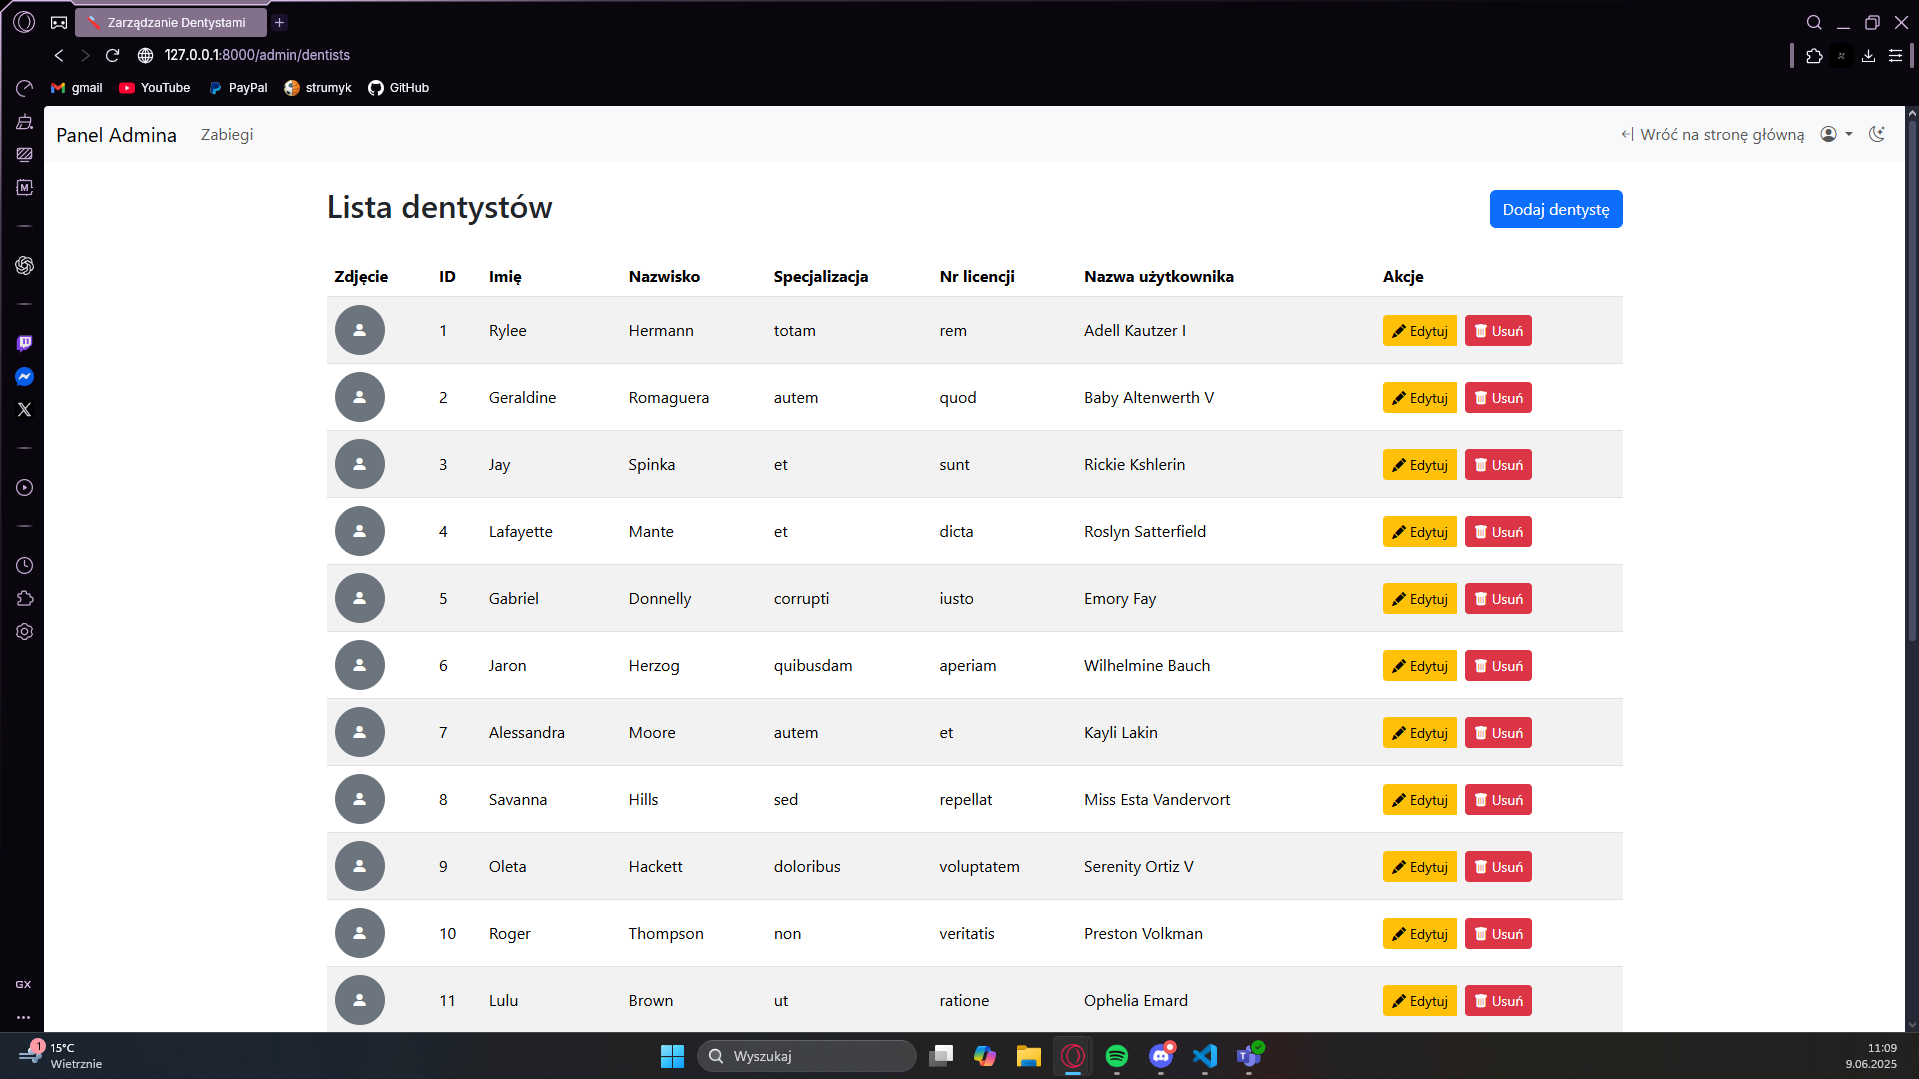 Zarządzanie Dentystami
127.0.0.1:8000/admin/dentists
gmail YouTube PayPal strumyk GitHub
Panel Admina Zabiegi Wróć na stronę główną
Lista dentystów Dodaj dentystę
Zdjęcie ID Imię Nazwisko Specjalizacja Nr licencji Nazwa użytkownika Akcje
1 Rylee Hermann totam rem Adell Kautzer I Edytuj Usuń
2 Geraldine Romaguera autem quod Baby Altenwerth V Edytuj Usuń
3 Jay Spinka et sunt Rickie Kshlerin Edytuj Usuń
4 Lafayette Mante et dicta Roslyn Satterfield Edytuj Usuń
5 Gabriel Donnelly corrupti iusto Emory Fay Edytuj Usuń
6 Jaron Herzog quibusdam aperiam Wilhelmine Bauch Edytuj Usuń
7 Alessandra Moore autem et Kayli Lakin Edytuj Usuń
8 Savanna Hills sed repellat Miss Esta Vandervort Edytuj Usuń
9 Oleta Hackett doloribus voluptatem Serenity Ortiz V Edytuj Usuń
10 Roger Thompson non veritatis Preston Volkman Edytuj Usuń
11 Lulu Brown ut ratione Ophelia Emard Edytuj Usuń
GX
1 15°C
Wietrznie
Wyszukaj
11:09
9.06.2025